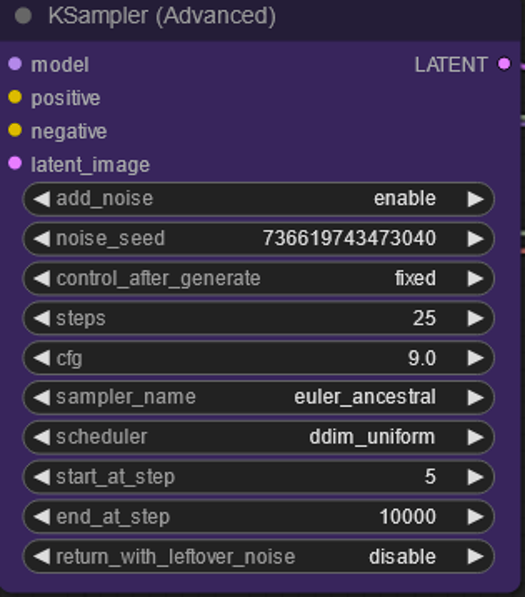 KSampler (Advanced)
model LATENT
positive
negative
latent_image
add_noise enable
noise_seed 736619743473040
control_after_generate fixed
steps 25
cfg 9.0
sampler_name euler_ancestral
scheduler ddim_uniform
start_at_step 5
end_at_step 10000
return_with_leftover_noise disable